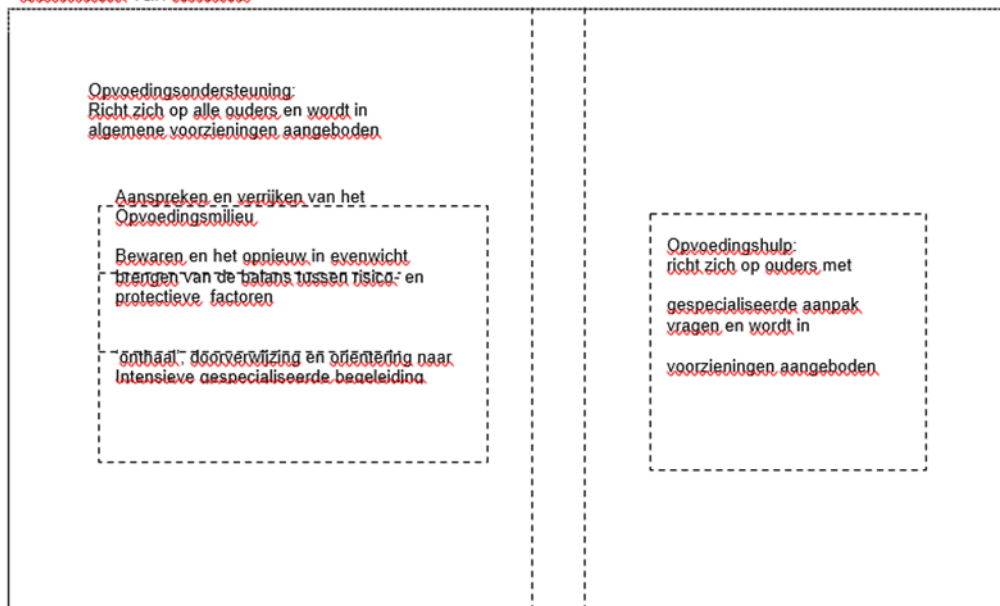 Opvoedingsondersteuning:
Richt zich op alle ouders en wordt in
algemene voorzieningen aangeboden
Aanspreken en verrijken van het
Opvoedingsmilieu
Bewaren en het opnieuw in evenwicht
brengen van de balans tussen risico- en
protectieve factoren
'onthaal', doorverwijzing en oriëntering naar
Intensieve gespecialiseerde begeleiding
Opvoedingshulp:
richt zich op ouders met
gespecialiseerde aanpak
vragen en wordt in
voorzieningen aangeboden